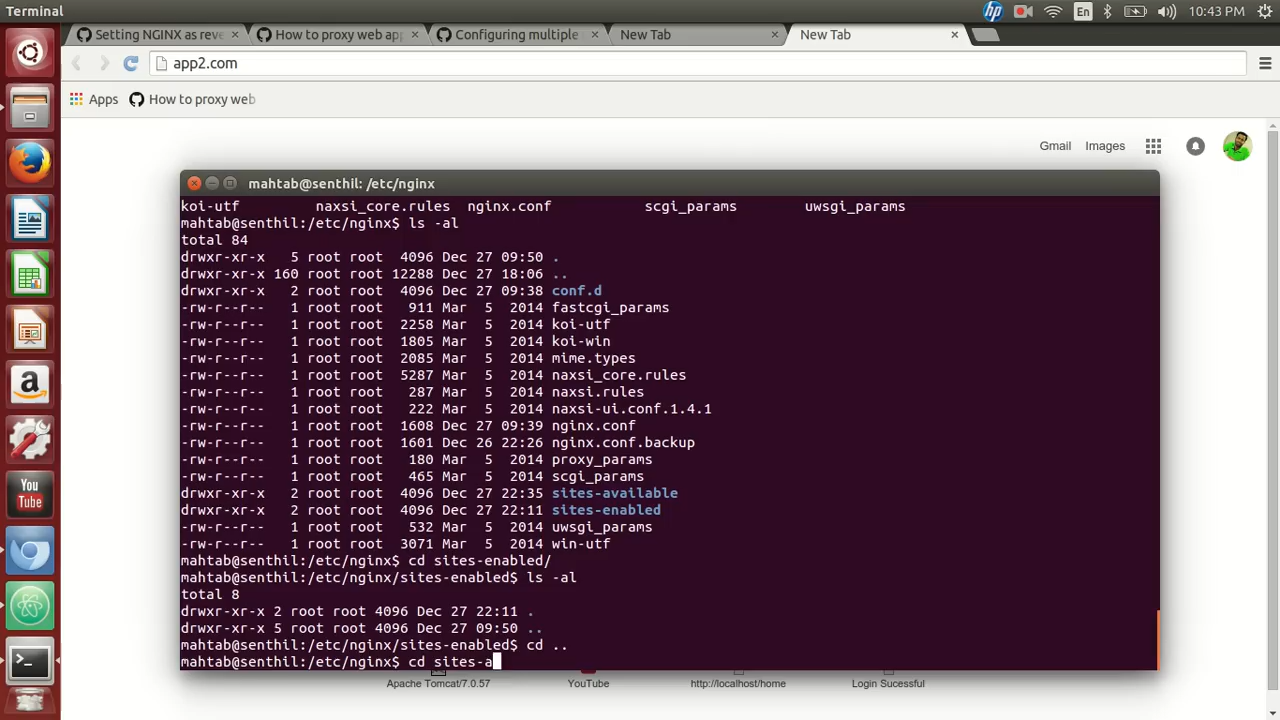 Terminal
En
10:43 PM
Setting NGINX as reve
How to proxy web app
Configuring multiple
New Tab
New Tab
app2.com
Apps
How to proxy web
Gmail
Images
mahtab@senthil: /etc/nginx
koi-utf naxsi_core.rules nginx.conf scgi_params uwsgi_params
mahtab@senthil:/etc/nginx$ ls -al
total 84
drwxr-xr-x 5 root root 4096 Dec 27 09:50 .
drwxr-xr-x 160 root root 12288 Dec 27 18:06 ..
drwxr-xr-x 2 root root 4096 Dec 27 09:38 conf.d
-rw-r--r-- 1 root root 911 Mar 5 2014 fastcgi_params
-rw-r--r-- 1 root root 2258 Mar 5 2014 koi-utf
-rw-r--r-- 1 root root 1805 Mar 5 2014 koi-win
-rw-r--r-- 1 root root 2085 Mar 5 2014 mime.types
-rw-r--r-- 1 root root 5287 Mar 5 2014 naxsi_core.rules
-rw-r--r-- 1 root root 287 Mar 5 2014 naxsi.rules
-rw-r--r-- 1 root root 222 Mar 5 2014 naxsi-ui.conf.1.4.1
-rw-r--r-- 1 root root 1608 Dec 27 09:39 nginx.conf
-rw-r--r-- 1 root root 1601 Dec 26 22:26 nginx.conf.backup
-rw-r--r-- 1 root root 180 Mar 5 2014 proxy_params
-rw-r--r-- 1 root root 465 Mar 5 2014 scgi_params
drwxr-xr-x 2 root root 4096 Dec 27 22:35 sites-available
drwxr-xr-x 2 root root 4096 Dec 27 22:11 sites-enabled
-rw-r--r-- 1 root root 532 Mar 5 2014 uwsgi_params
-rw-r--r-- 1 root root 3071 Mar 5 2014 win-utf
mahtab@senthil:/etc/nginx$ cd sites-enabled/
mahtab@senthil:/etc/nginx/sites-enabled$ ls -al
total 8
drwxr-xr-x 2 root root 4096 Dec 27 22:11 .
drwxr-xr-x 5 root root 4096 Dec 27 09:50 ..
mahtab@senthil:/etc/nginx/sites-enabled$ cd ..
mahtab@senthil:/etc/nginx$ cd sites-a
Apache Tomcat/7.0.57
YouTube
http://localhost/home
Login Sucessful
hp
a
You
Tube